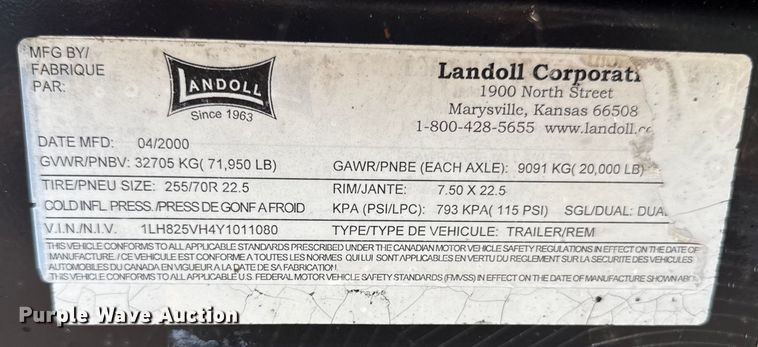 MFG BY/
FABRIQUE
PAR:
LANDOLL
Since 1963
Landoll Corporati
1900 North Street
Marysville, Kansas 66508
1-800-428-5655 www.landoll.co
DATE MFD: 04/2000
GVWR/PNBV: 32705 KG( 71,950 LB) GAWR/PNBE (EACH AXLE): 9091 KG( 20,000 LB)
TIRE/PNEU SIZE: 255/70R 22.5 RIM/JANTE: 7.50 X 22.5
COLD INFL. PRESS./PRESS DE GONF A FROID KPA (PSI/LPC): 793 KPA( 115 PSI) SGL/DUAL: DUAL
V.I.N./N.I.V. 1LH825VH4Y1011080 TYPE/TYPE DE VEHICULE: TRAILER/REM
THIS VEHICLE CONFORMS TO ALL APPLICABLE STANDARDS PRESCRIBED UNDER THE CANADIAN MOTOR VEHICLE SAFETY REGULATIONS IN EFFECT ON THE DATE OF
MANUFACTURE. / CE VEHICULE EST CONFORME A TOUTES LES NORMES QUI LUI SONT APPLICABLES EN VERTU DU REGLEMENT SUR LA SECURITE DES VEHICULES
AUTOMOBILES DU CANADA EN VIGUEUR A LA DATE DE SA FABRICATION.
THIS VEHICLE CONFORMS TO ALL APPLICABLE U.S. FEDERAL MOTOR VEHICLE SAFETY STANDARDS (FMVSS) IN EFFECT ON THE DATE OF MANUFACTURE SHOWN ABO
Purple Wave Auction